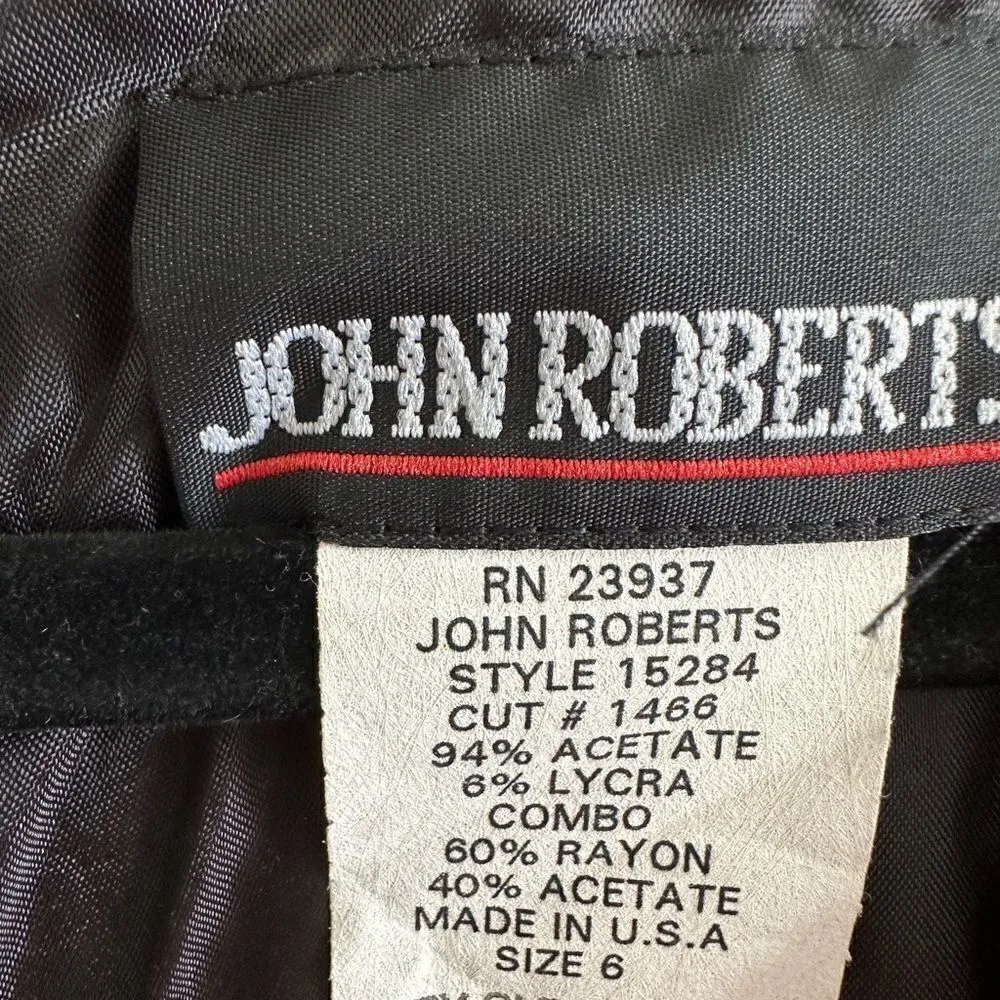 JOHN ROBERTS
RN 23937
JOHN ROBERTS
STYLE 15284
CUT # 1466
94% ACETATE
6% LYCRA
COMBO
60% RAYON
40% ACETATE
MADE IN U.S.A
SIZE 6